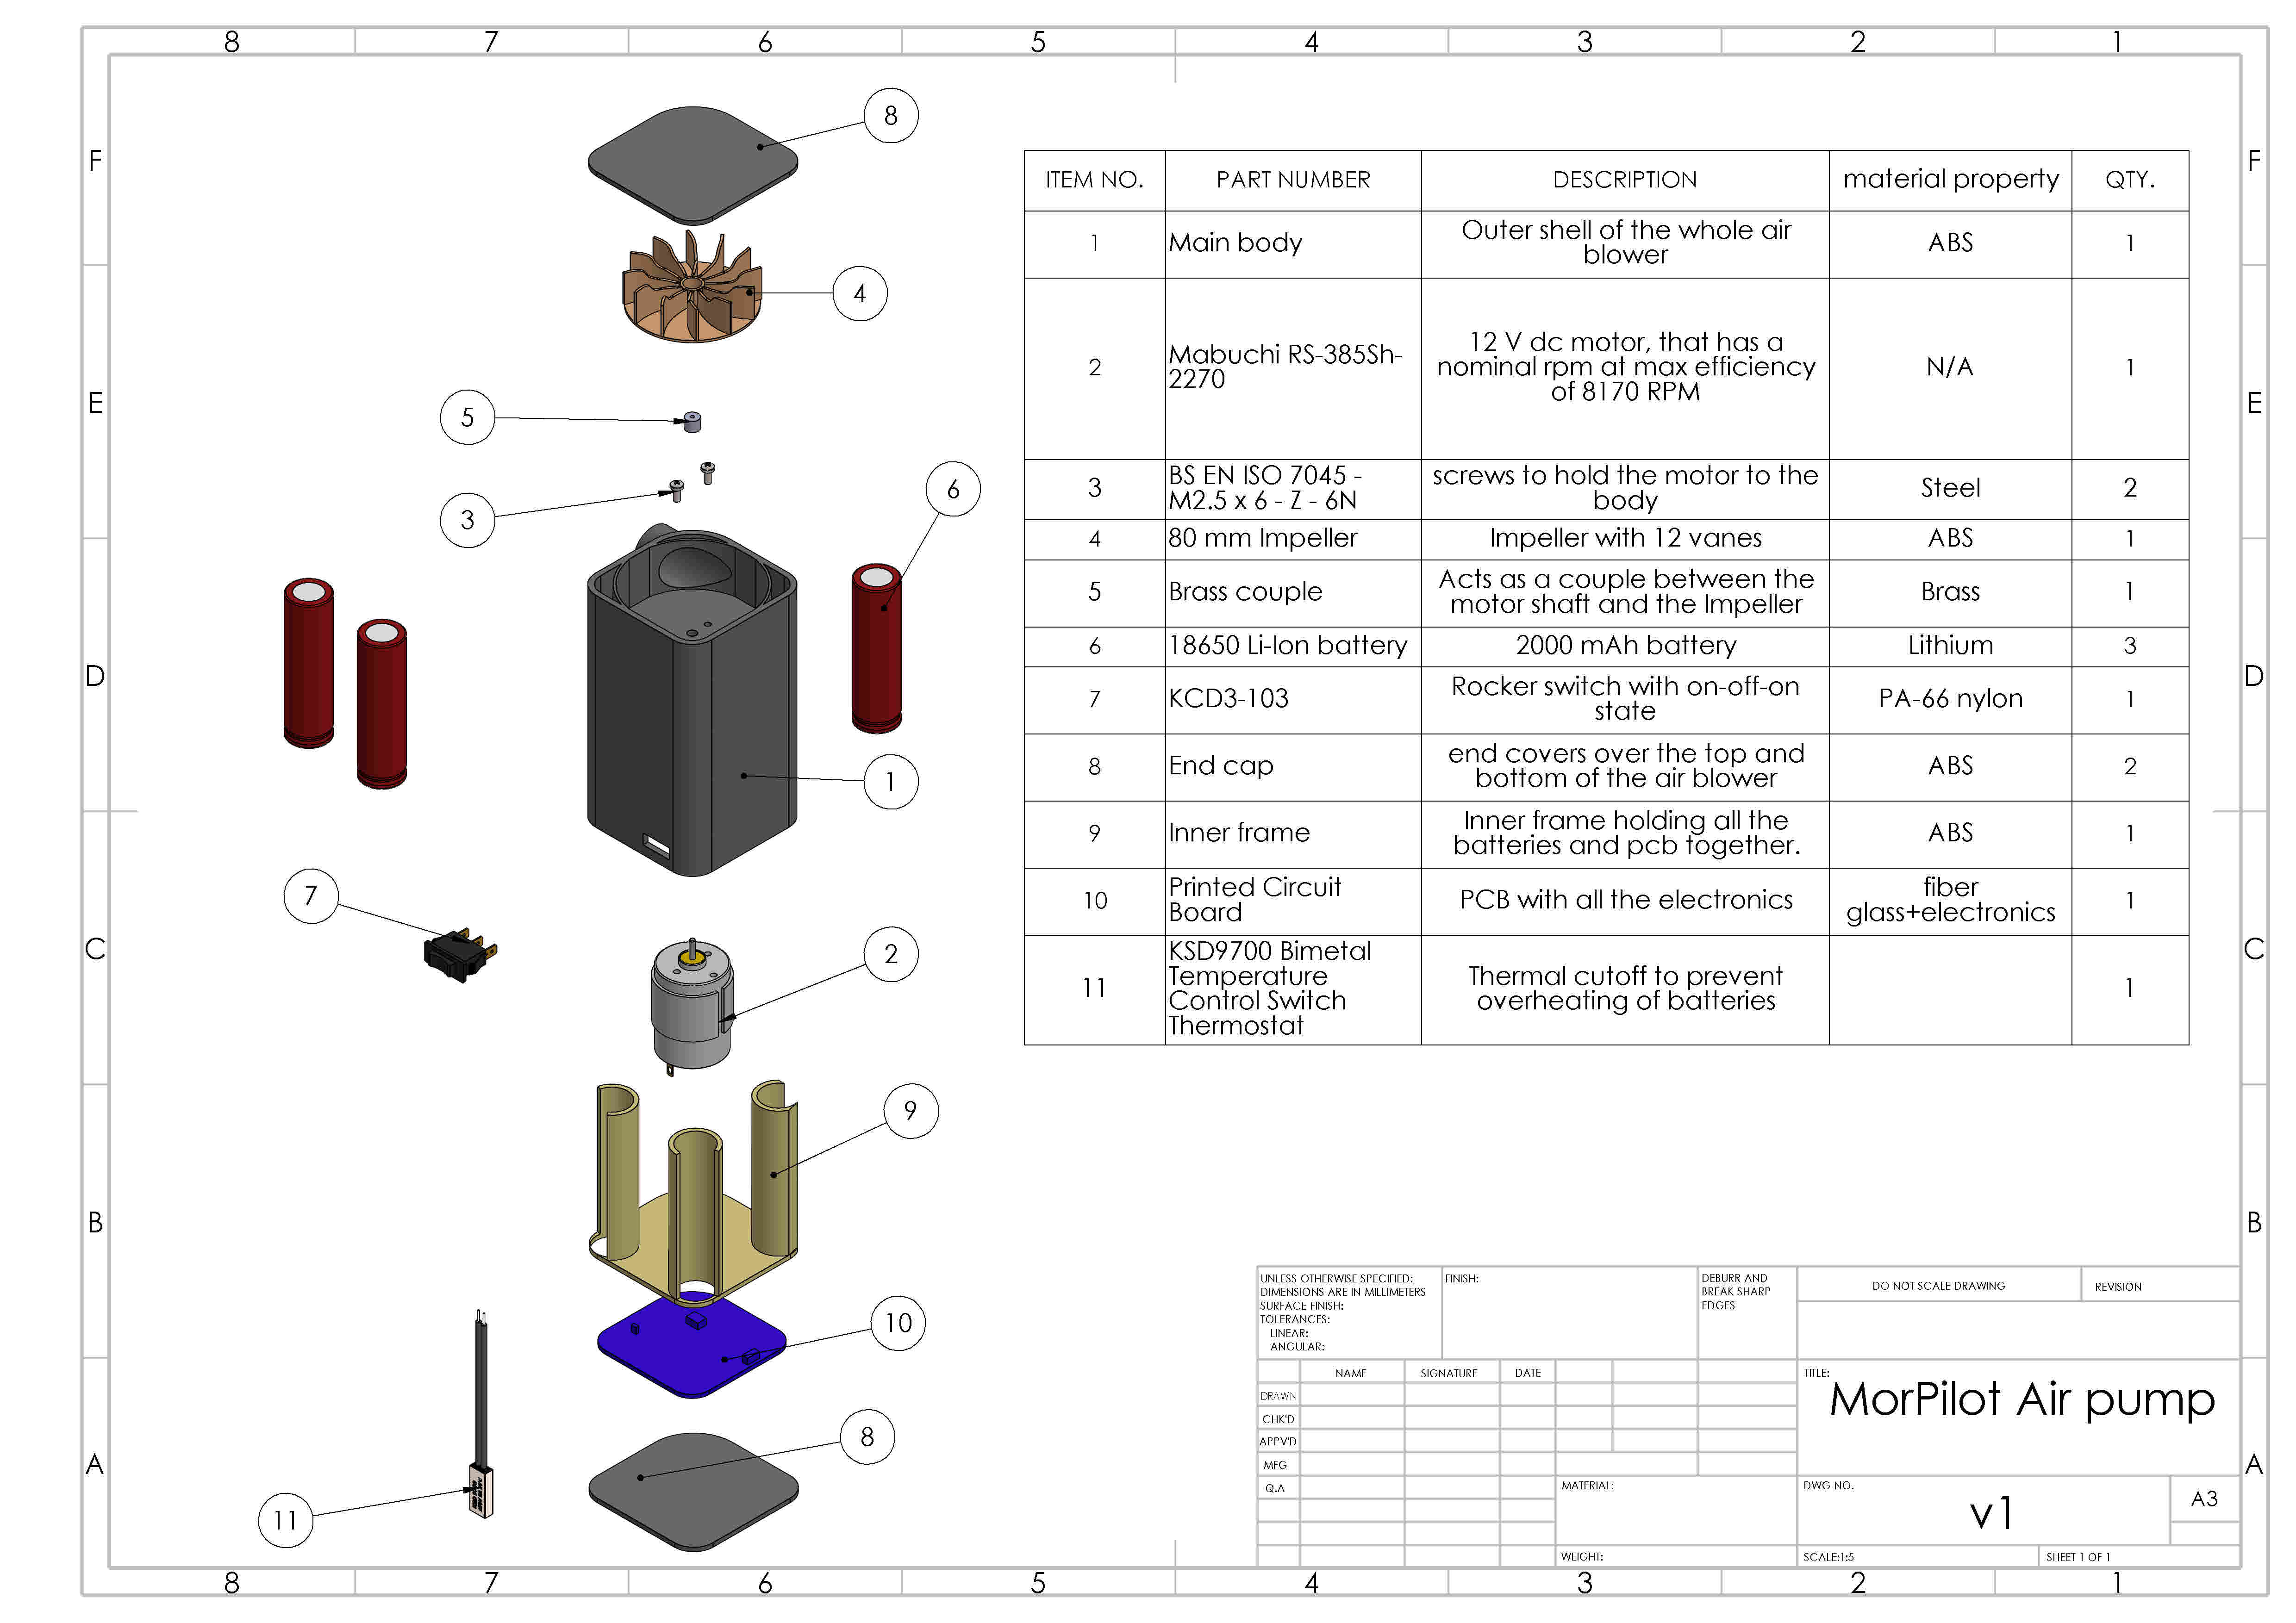 8 7 6 5 4 3 2 1
F F
E E
D D
C C
B B
A A
8
4
5
3
6
1
7
2
9
10
8
11
ITEM NO. PART NUMBER DESCRIPTION material property QTY.
1 Main body Outer shell of the whole air
blower ABS 1
2 Mabuchi RS-385Sh-
2270 12 V dc motor, that has a
nominal rpm at max efficiency
of 8170 RPM N/A 1
3 BS EN ISO 7045 -
M2.5 x 6 - Z - 6N screws to hold the motor to the
body Steel 2
4 80 mm Impeller Impeller with 12 vanes ABS 1
5 Brass couple Acts as a couple between the
motor shaft and the Impeller Brass 1
6 18650 Li-Ion battery 2000 mAh battery Lithium 3
7 KCD3-103 Rocker switch with on-off-on
state PA-66 nylon 1
8 End cap end covers over the top and
bottom of the air blower ABS 2
9 Inner frame Inner frame holding all the
batteries and pcb together. ABS 1
10 Printed Circuit
Board PCB with all the electronics fiber
glass+electronics 1
11 KSD9700 Bimetal
Temperature
Control Switch
Thermostat Thermal cutoff to prevent
overheating of batteries 1
UNLESS OTHERWISE SPECIFIED:
DIMENSIONS ARE IN MILLIMETERS
SURFACE FINISH:
TOLERANCES:
LINEAR:
ANGULAR:
FINISH:
DEBURR AND
BREAK SHARP
EDGES
DO NOT SCALE DRAWING
REVISION
NAME SIGNATURE DATE
DRAWN
CHK'D
APPV'D
MFG
Q.A
TITLE:
MorPilot Air pump
MATERIAL:
DWG NO.
v1
A3
WEIGHT:
SCALE:1:5
SHEET 1 OF 1
8 7 6 5 4 3 2 1